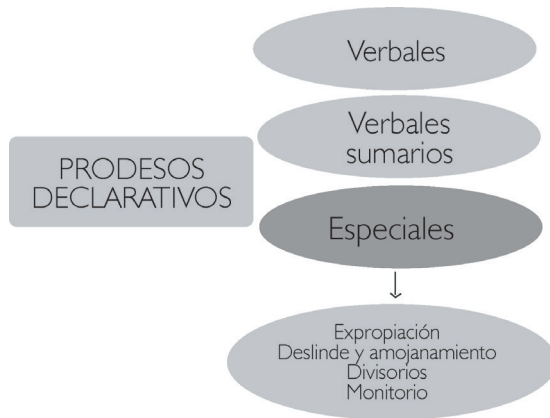 Verbales
Verbales
sumarios
PRODESOS
DECLARATIVOS
Especiales
Expropiación
Deslinde y amojanamiento
Divisorios
Monitorio